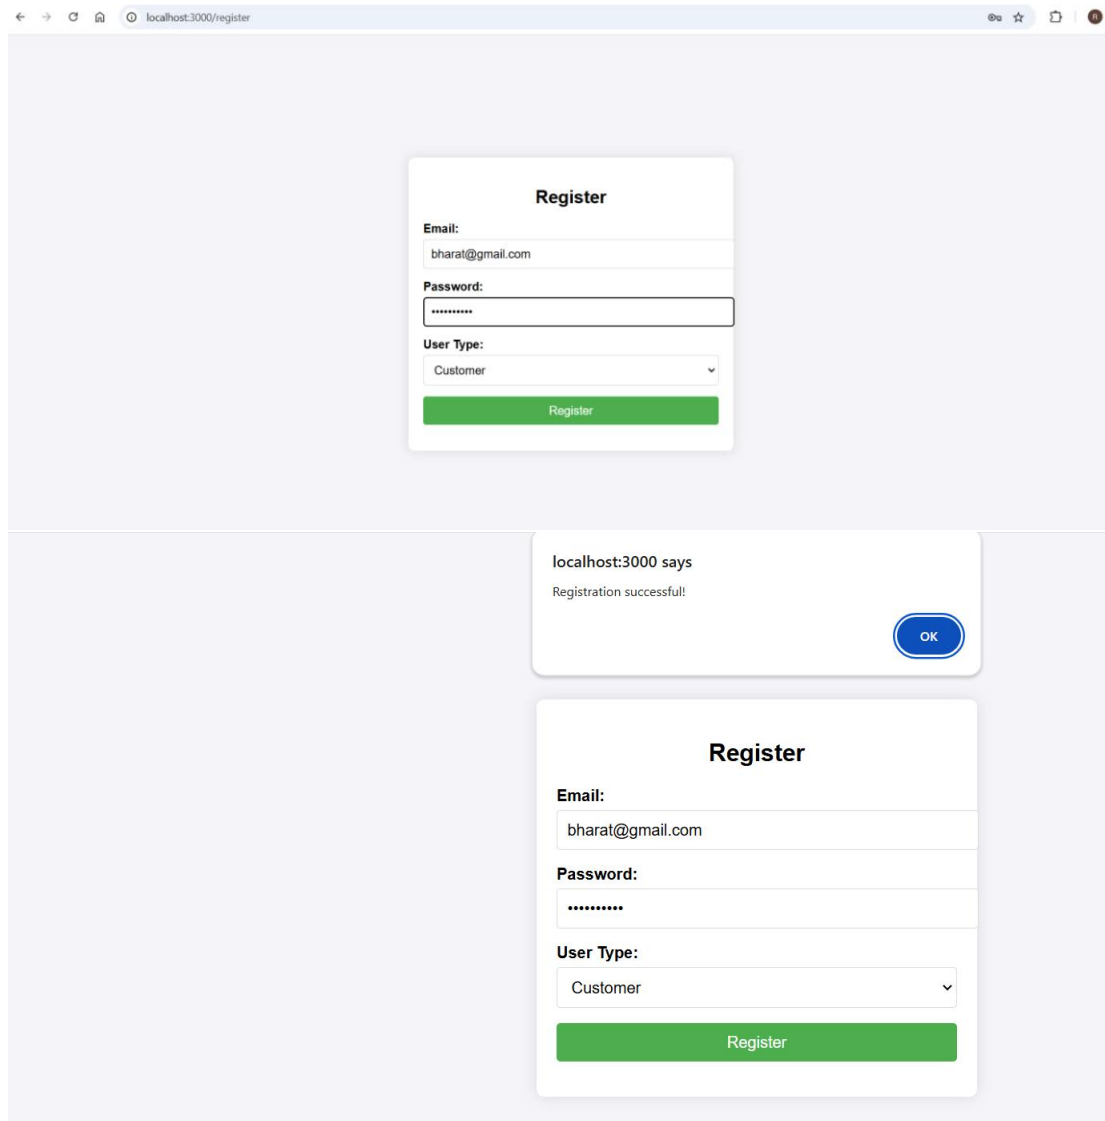 localhost:3000/register
R
Register
Email:
bharat@gmail.com
Password:
••••••••••
User Type:
Customer
Register
localhost:3000 says
Registration successful!
OK
Register
Email:
bharat@gmail.com
Password:
••••••••••
User Type:
Customer
Register